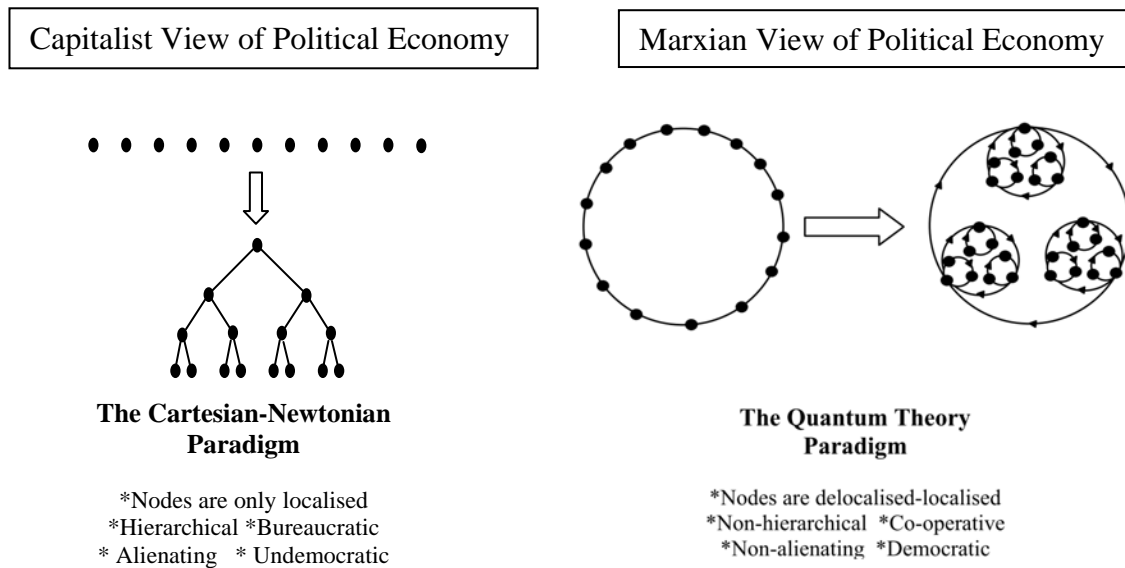 Capitalist View of Political Economy
Marxian View of Political Economy
The Cartesian-Newtonian
Paradigm
*Nodes are only localised
*Hierarchical *Bureaucratic
* Alienating * Undemocratic
The Quantum Theory
Paradigm
*Nodes are delocalised-localised
*Non-hierarchical *Co-operative
*Non-alienating *Democratic